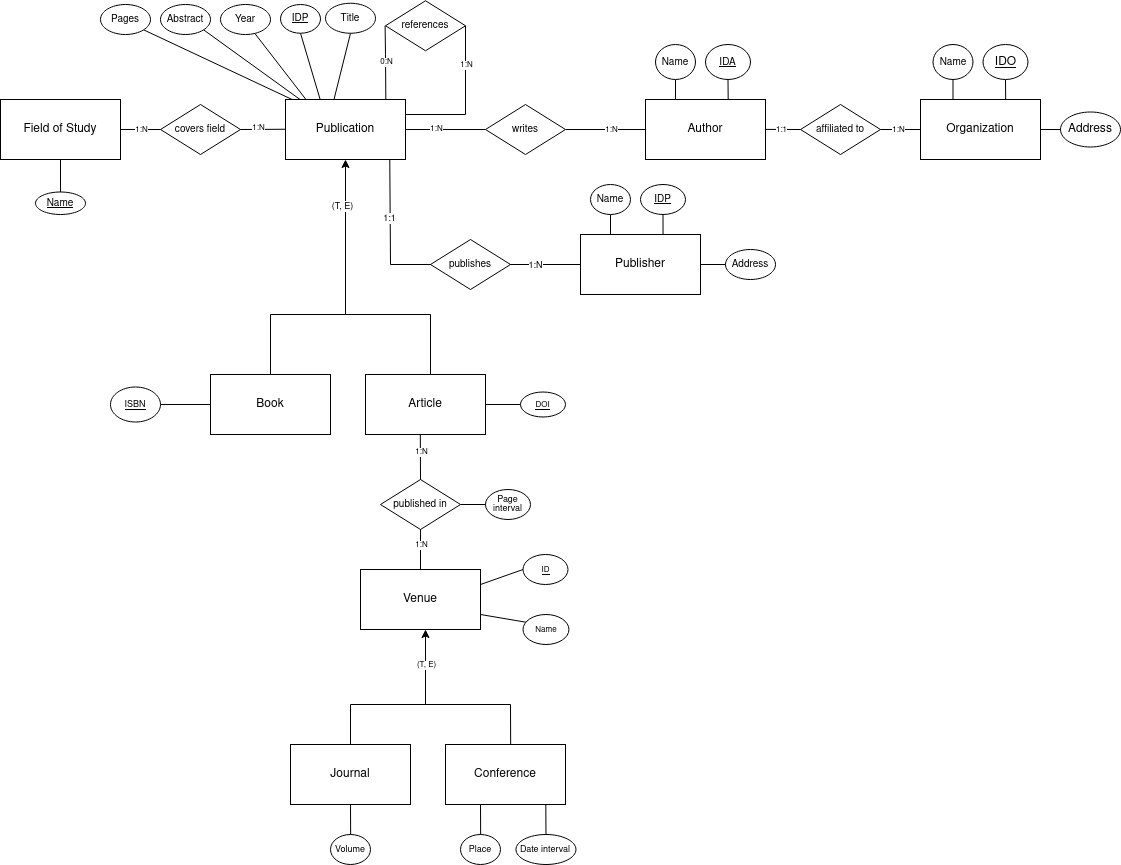 Pages
Abstract
Year
IDP
Title
references
0:N
1:N
Name
IDA
Name
IDO
Field of Study
1:N
covers field
1:N
Publication
1:N
writes
1:N
Author
1:1
affiliated to
1:N
Organization
Address
Name
(T, E)
1:1
Name
IDP
publishes
1:N
Publisher
Address
ISBN
Book
Article
DOI
1:N
published in
Page
interval
1:N
Venue
ID
Name
(T, E)
Journal
Conference
Volume
Place
Date interval